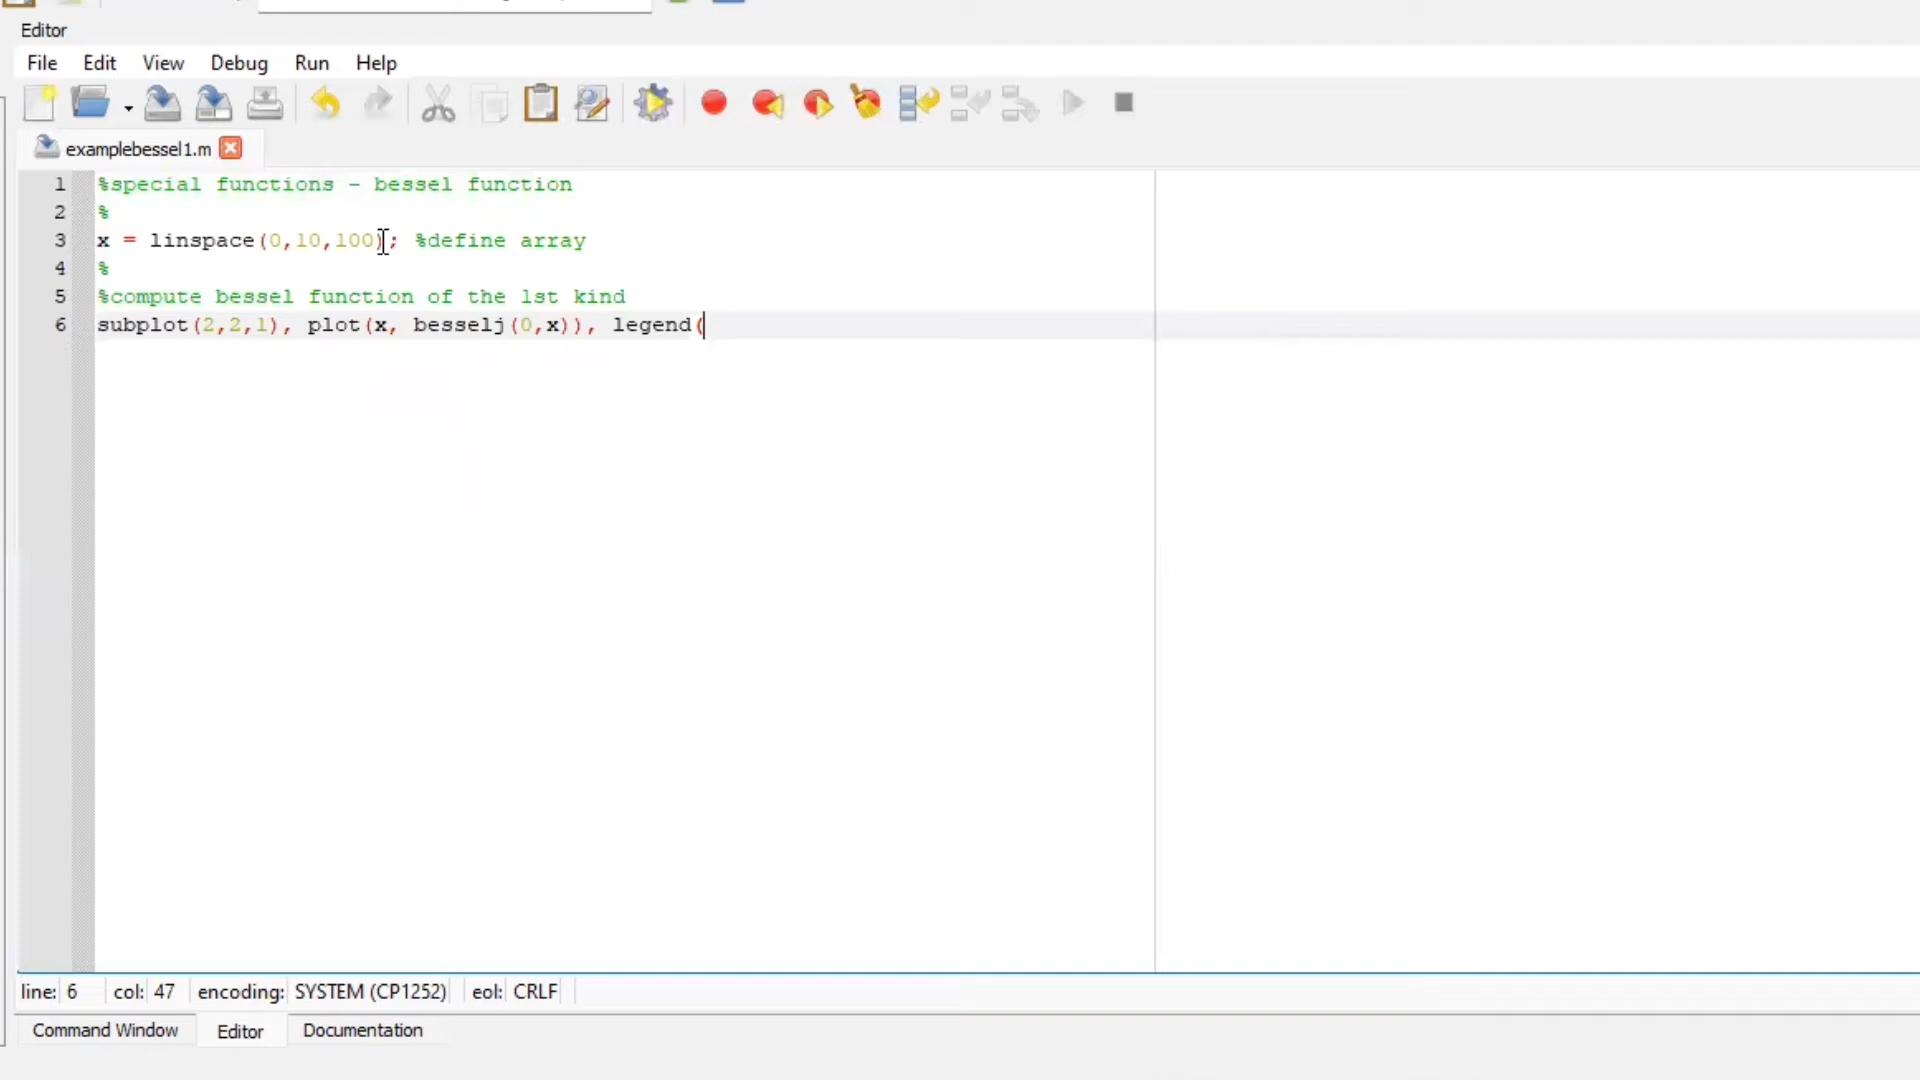 Editor
File Edit View Debug Run Help
examplebessel1.m
1 %special functions - bessel function
2 %
3 x = linspace(0,10,100); %define array
4 %
5 %compute bessel function of the 1st kind
6 subplot(2,2,1), plot(x, besselj(0,x)), legend(
line: 6 col: 47 encoding: SYSTEM (CP1252) eol: CRLF
Command Window Editor Documentation